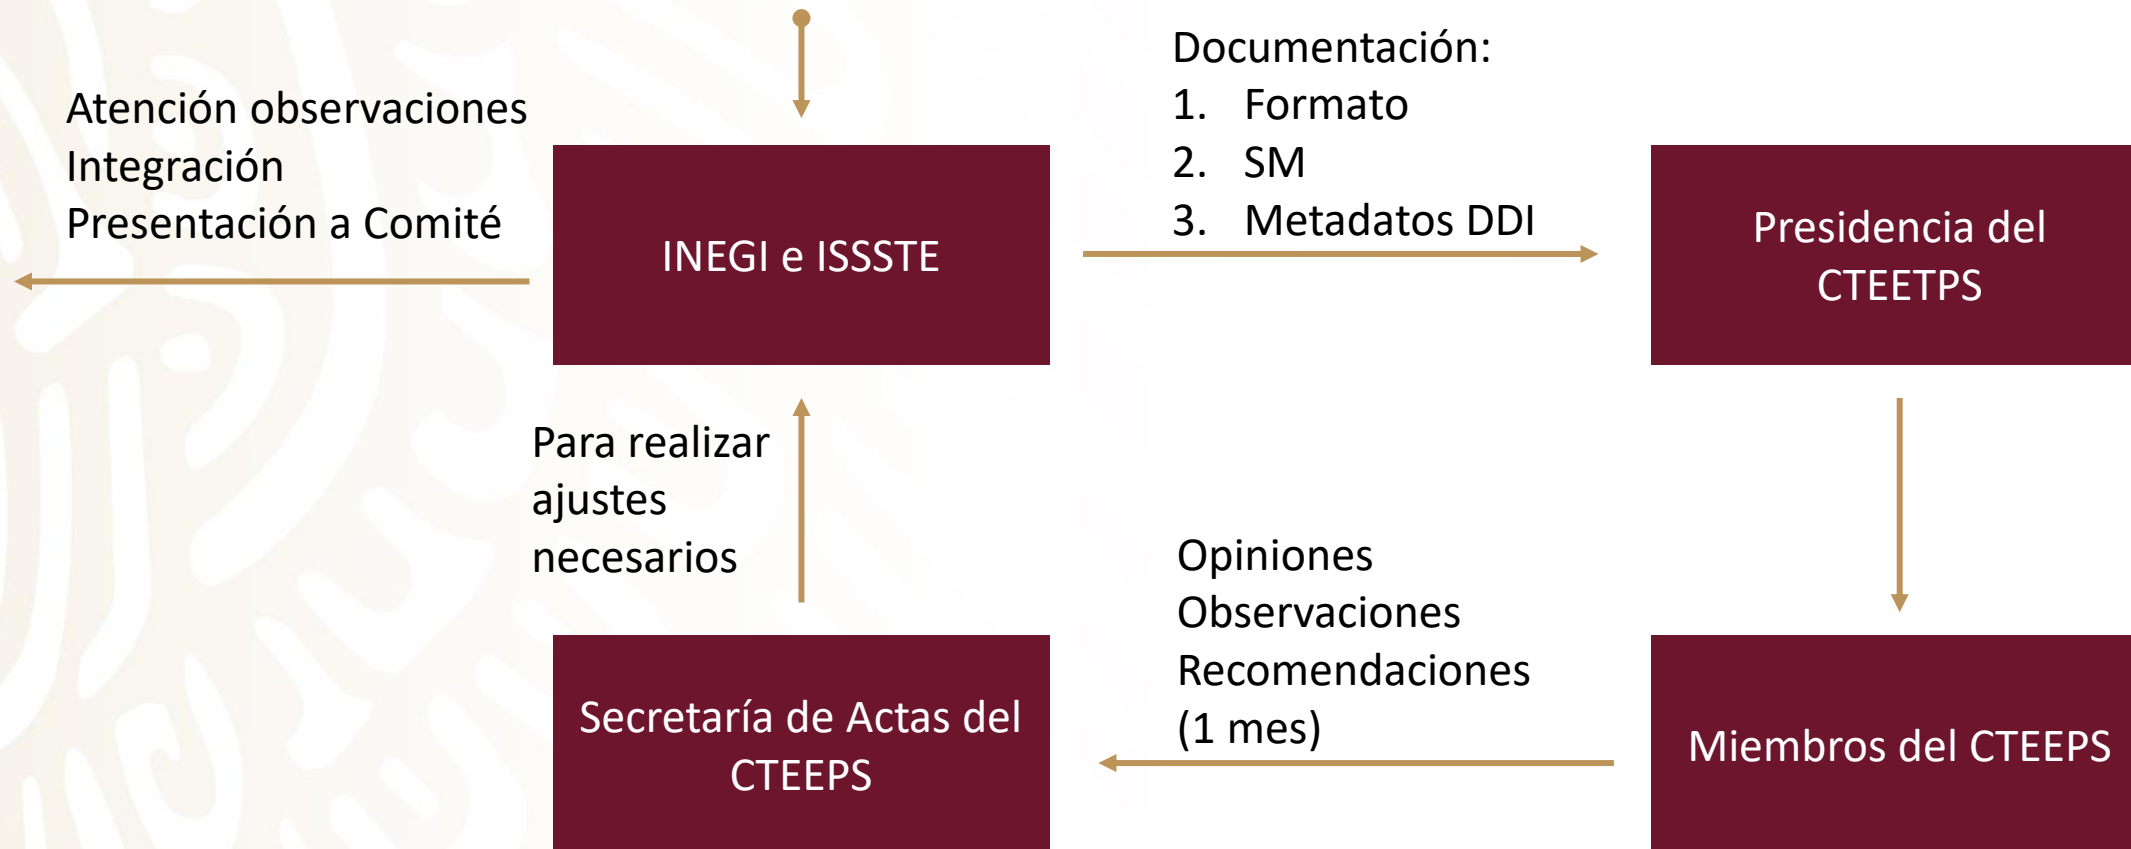 Atención observaciones
Integración
Presentación a Comité
INEGI e ISSSTE
Documentación:
1. Formato
2. SM
3. Metadatos DDI
Presidencia del
CTEETPS
Para realizar
ajustes
necesarios
Opiniones
Observaciones
Recomendaciones
(1 mes)
Secretaría de Actas del
CTEEPS
Miembros del CTEEPS